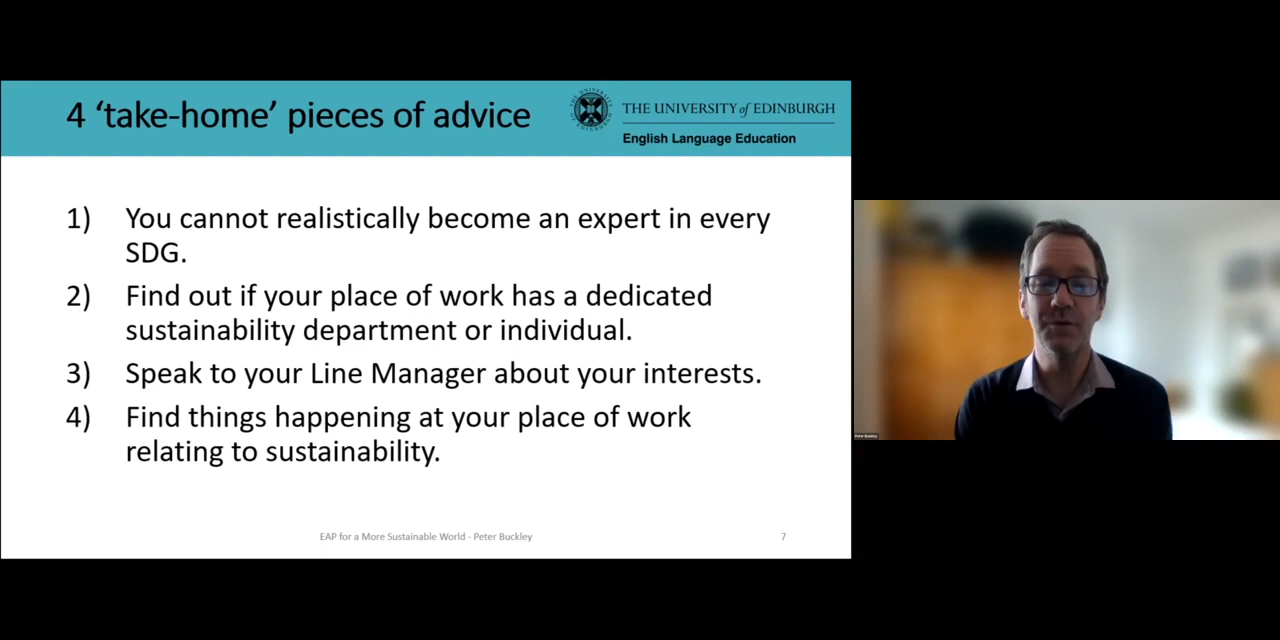 4 ‘take-home’ pieces of advice
THE UNIVERSITY of EDINBURGH
English Language Education
1) You cannot realistically become an expert in every
SDG.
2) Find out if your place of work has a dedicated
sustainability department or individual.
3) Speak to your Line Manager about your interests.
4) Find things happening at your place of work
relating to sustainability.
EAP for a More Sustainable World - Peter Buckley
7
Peter Buckley